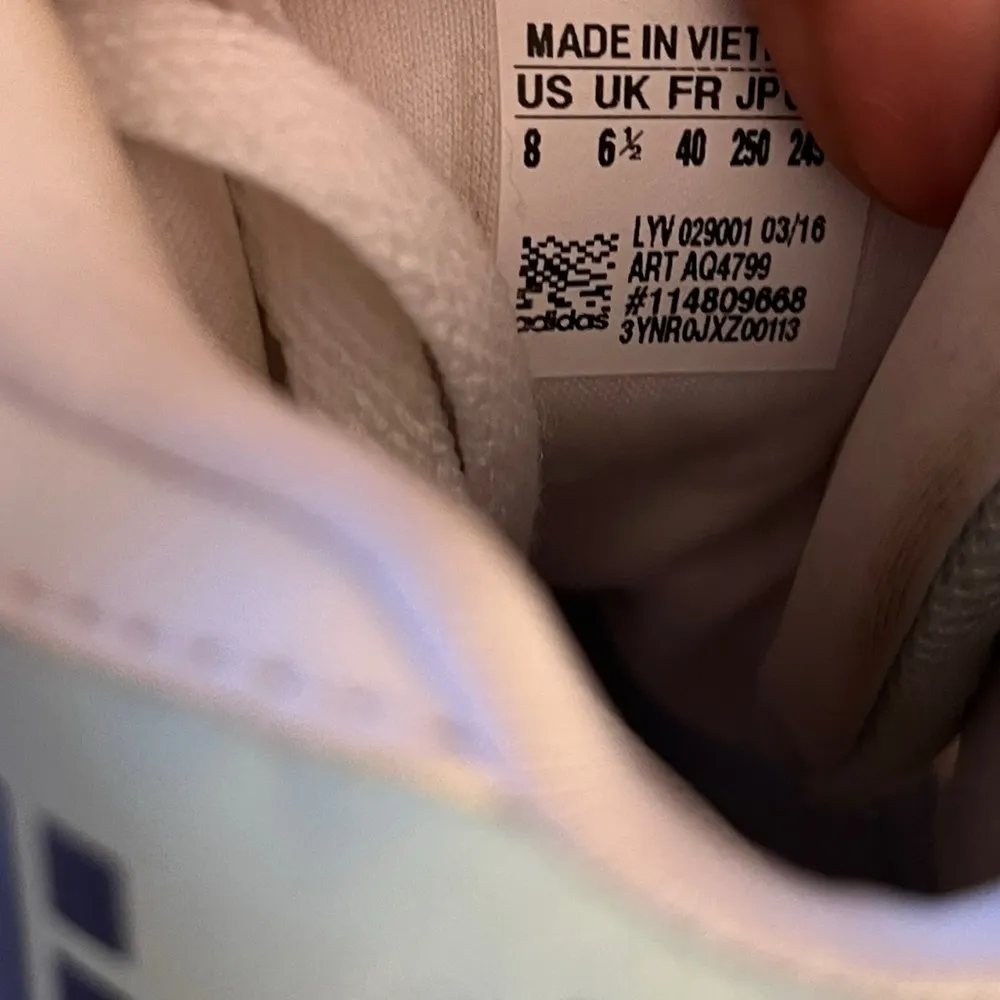 MADE IN
US UK FR JP
8 6½ 40 250
LYV 029001 03/16
ART AQ4799
#114809668
adidas 3YNR0JXZ00113